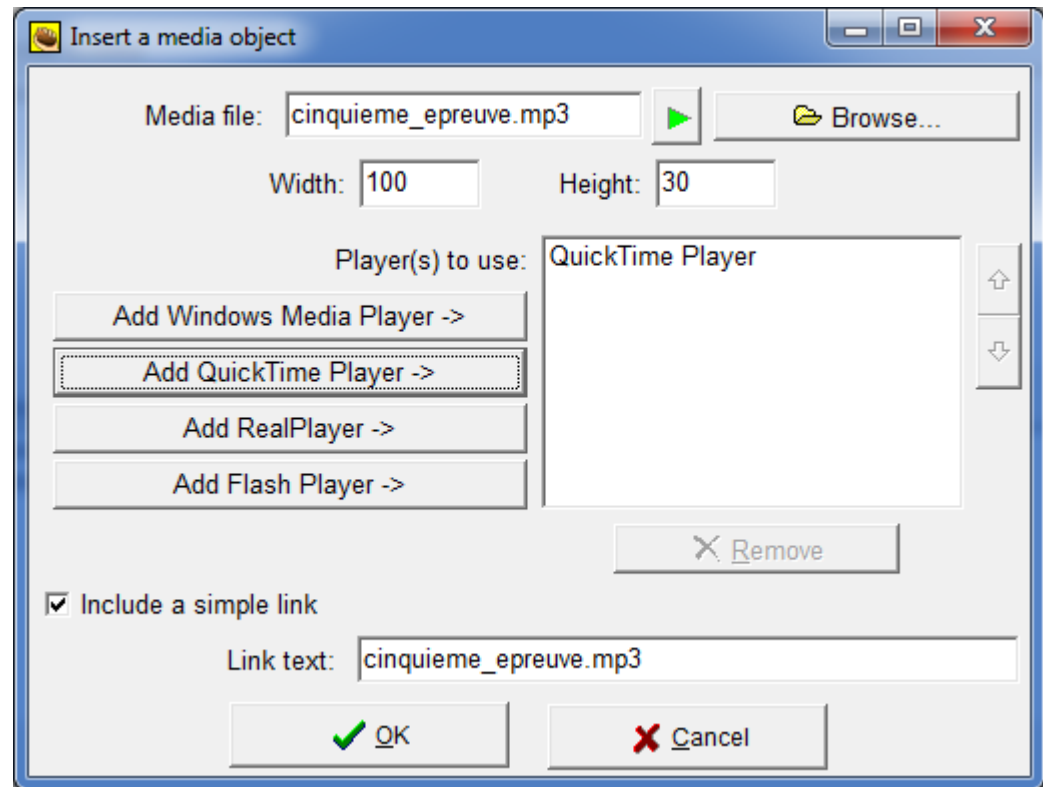 Insert a media object
Media file: cinquieme_epreuve.mp3 Browse...
Width: 100 Height: 30
Player(s) to use: QuickTime Player
Add Windows Media Player ->
Add QuickTime Player ->
Add RealPlayer ->
Add Flash Player ->
Remove
Include a simple link
Link text: cinquieme_epreuve.mp3
OK Cancel